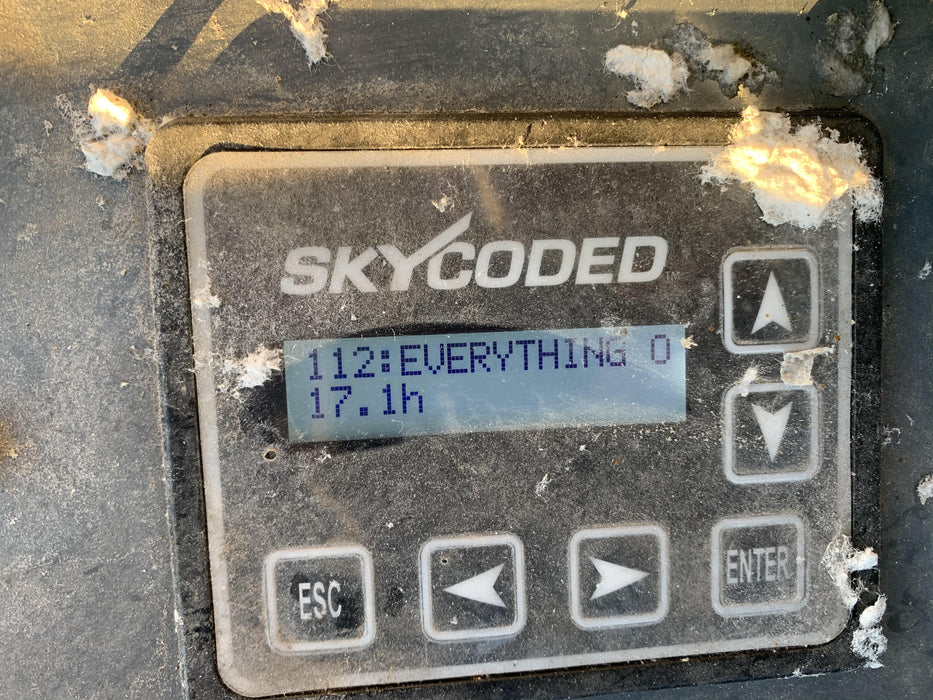 SKYCODED
112:EVERYTHING O
17.1h
ESC
ENTER